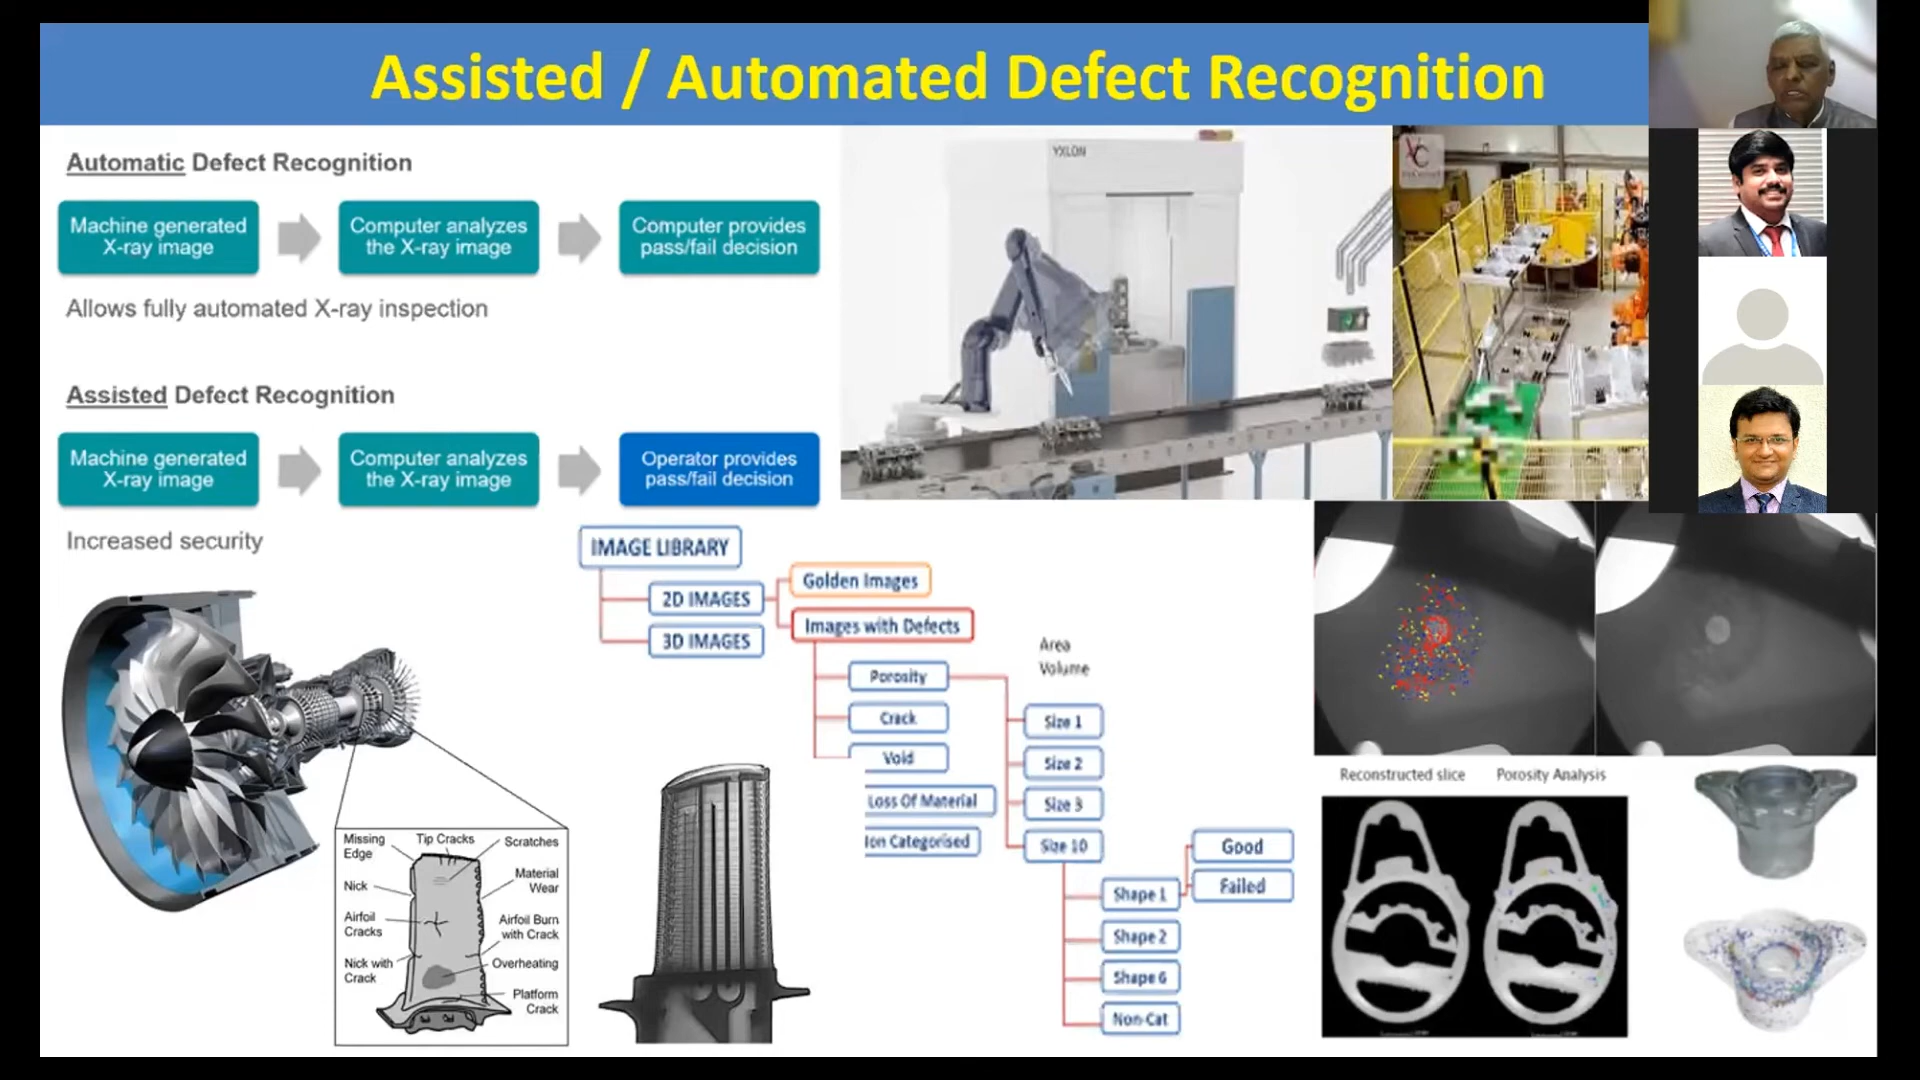 Assisted / Automated Defect Recognition
Automatic Defect Recognition
Machine generated
X-ray image
Computer analyzes
the X-ray image
Computer provides
pass/fail decision
Allows fully automated X-ray inspection
Assisted Defect Recognition
Machine generated
X-ray image
Computer analyzes
the X-ray image
Operator provides
pass/fail decision
Increased security
YXLON
VC
IMAGE LIBRARY
2D IMAGES
3D IMAGES
Golden Images
Images with Defects
Porosity
Crack
Void
Loss Of Material
on Categorised
Area
Volume
Size 1
Size 2
Size 3
Size 10
Shape 1
Shape 2
Shape 6
Non-Cat
Good
Failed
Missing
Edge
Tip Cracks
Scratches
Nick
Material
Wear
Airfoil
Cracks
Airfoil Burn
with Crack
Nick with
Crack
Overheating
Platform
Crack
Reconstructed slice
Porosity Analysis